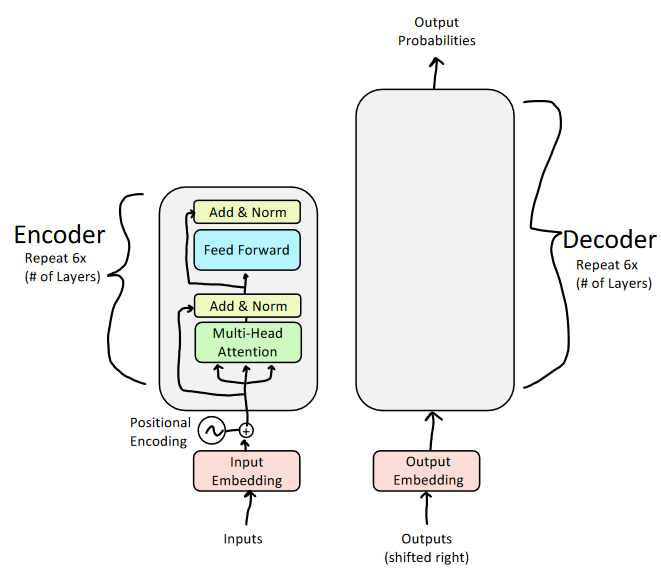 Output
Probabilities
Add & Norm
Feed Forward
Add & Norm
Multi-Head
Attention
Encoder
Repeat 6x
(# of Layers)
Decoder
Repeat 6x
(# of Layers)
Positional
Encoding
+
Input
Embedding
Output
Embedding
Inputs
Outputs
(shifted right)